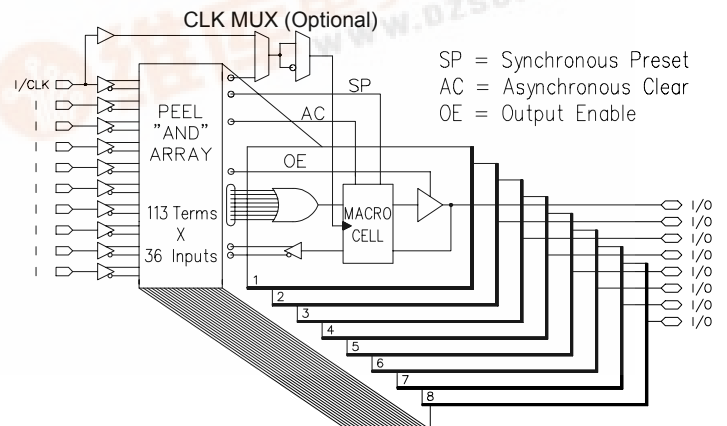 CLK MUX (Optional)
SP = Synchronous Preset
AC = Asynchronous Clear
OE = Output Enable
I/CLK
I
I
I
I
I
I
I
I
I
PEEL
"AND"
ARRAY
113 Terms
X
36 Inputs
SP
AC
OE
MACRO
CELL
I/O
I/O
I/O
I/O
I/O
I/O
I/O
I/O
1
2
3
4
5
6
7
8